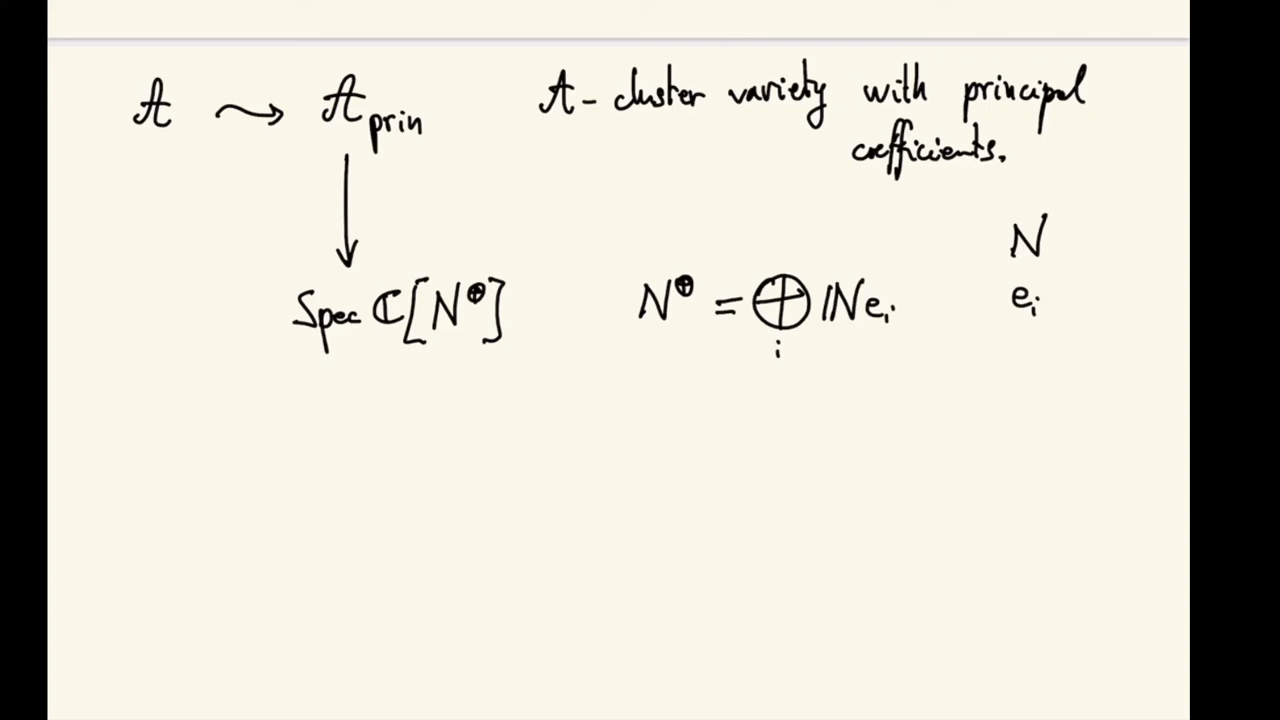 𝒜 ⇝ 𝒜_prin 𝒜-cluster variety with principal
coefficients.
↓ N
Spec ℂ[N^⊕] N^⊕ = ⊕_i ℕe_i e_i